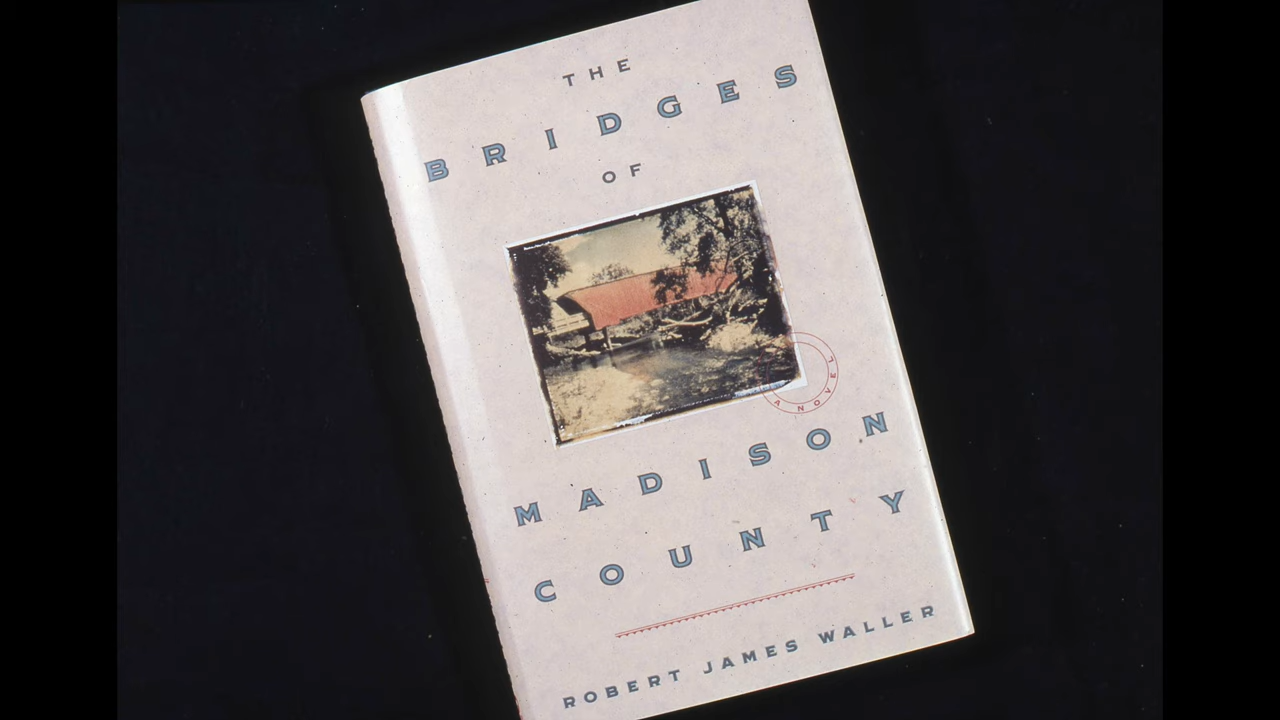 THE
BRIDGES
OF
A NOVEL
MADISON
COUNTY
ROBERT JAMES WALLER